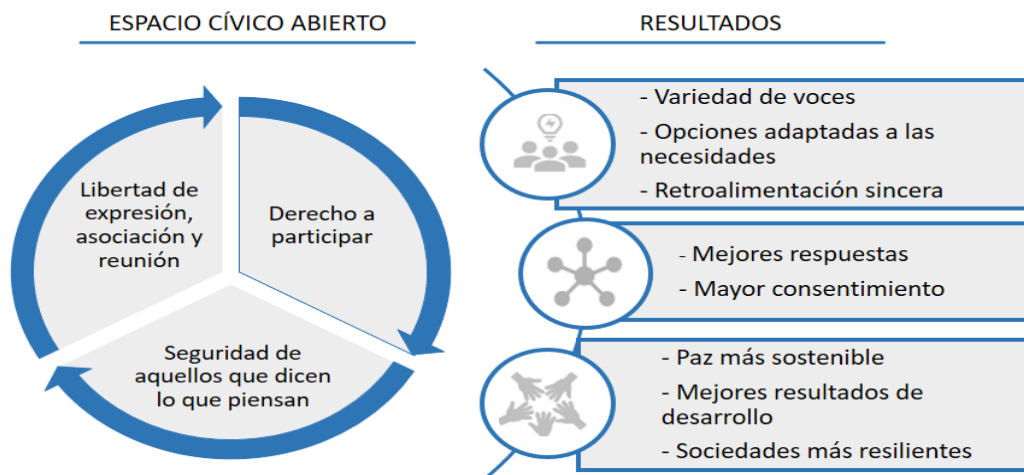 ESPACIO CÍVICO ABIERTO
Libertad de
expresión,
asociación y
reunión
Derecho a
participar
Seguridad de
aquellos que dicen
lo que piensan
RESULTADOS
- Variedad de voces
- Opciones adaptadas a las
necesidades
- Retroalimentación sincera
- Mejores respuestas
- Mayor consentimiento
- Paz más sostenible
- Mejores resultados de
desarrollo
- Sociedades más resilientes